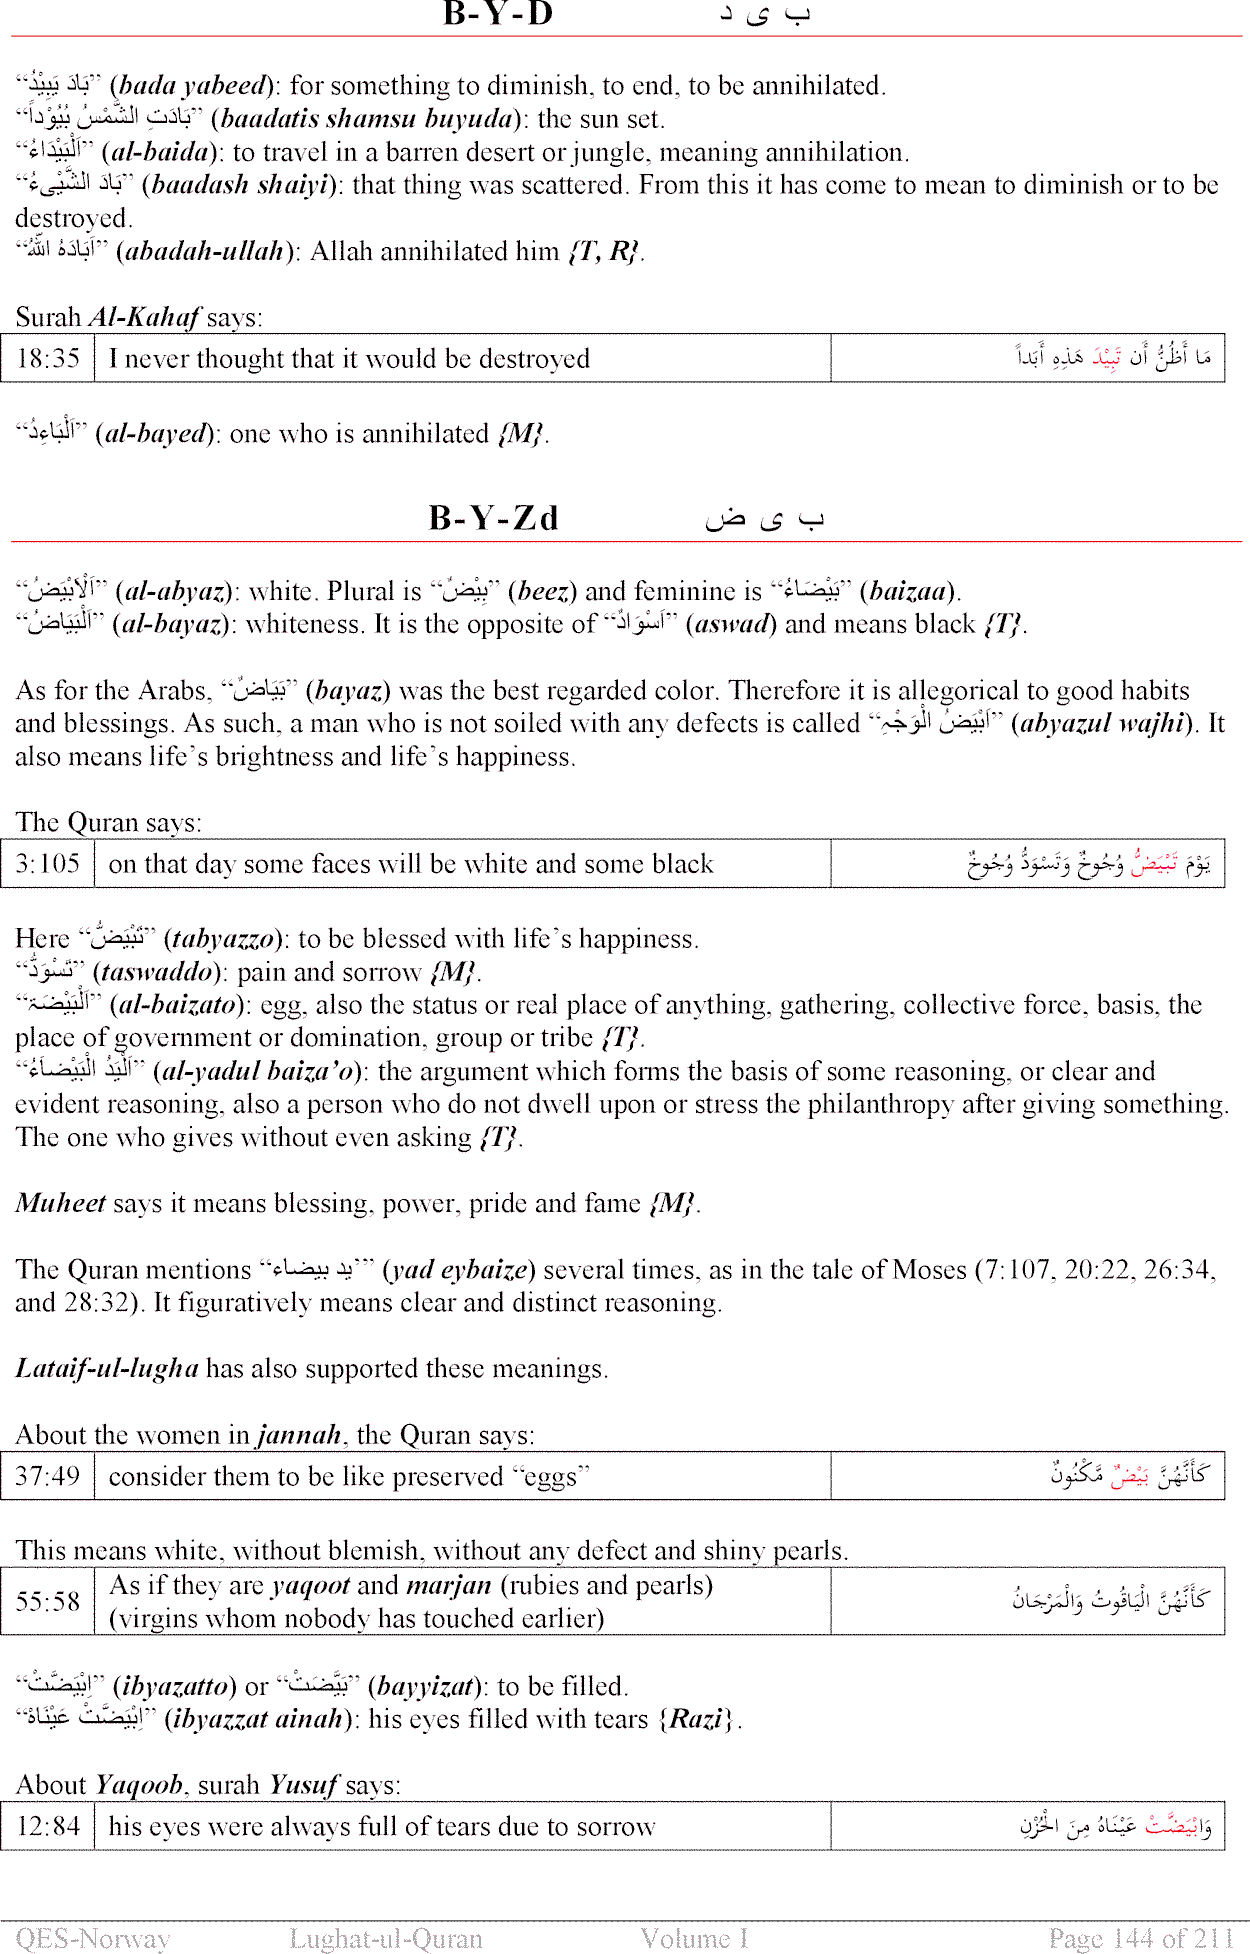 B-Y-D ب ی د
“بَادَ يَبِيْدُ” (bada yabeed): for something to diminish, to end, to be annihilated.
“بَادَتِ الشَّمْسُ بُيُوْداً” (baadatis shamsu buyuda): the sun set.
“اَلْبَيْدَاءُ” (al-baida): to travel in a barren desert or jungle, meaning annihilation.
“بَادَ الشَّيْیءُ” (baadash shaiyi): that thing was scattered. From this it has come to mean to diminish or to be
destroyed.
“اَبَادَهُ اللهُ” (abadah-ullah): Allah annihilated him {T, R}.
Surah Al-Kahaf says:
18:35 I never thought that it would be destroyed مَا أَظُنُّ أَن تَبِيْدَ هَذِهِ أَبَداً
“اَلْبَاءِدُ” (al-bayed): one who is annihilated {M}.
B-Y-Zd ب ی ض
“اَلْاَبْيَضُ” (al-abyaz): white. Plural is “بِيْضٌ” (beez) and feminine is “بَيْضَاءُ” (baizaa).
“اَلْبَيَاضُ” (al-bayaz): whiteness. It is the opposite of “اَسْوَادٌ” (aswad) and means black {T}.
As for the Arabs, “بَيَاضٌ” (bayaz) was the best regarded color. Therefore it is allegorical to good habits
and blessings. As such, a man who is not soiled with any defects is called “اَبْيَضُ الْوَجْہِ” (abyazul wajhi). It
also means life’s brightness and life’s happiness.
The Quran says:
3:105 on that day some faces will be white and some black يَوْمَ تَبْيَضُّ وُجُوخٌ وَتَسْوَدُّ وُجُوخٌ
Here “تَبْيَضُّ” (tabyazzo): to be blessed with life’s happiness.
“تَسْوَدُّ” (taswaddo): pain and sorrow {M}.
“اَلْبَيْضَۃ” (al-baizato): egg, also the status or real place of anything, gathering, collective force, basis, the
place of government or domination, group or tribe {T}.
“اَلْيَدُ الْبَيْضَاءُ” (al-yadul baiza’o): the argument which forms the basis of some reasoning, or clear and
evident reasoning, also a person who do not dwell upon or stress the philanthropy after giving something.
The one who gives without even asking {T}.
Muheet says it means blessing, power, pride and fame {M}.
The Quran mentions “ید بیضاء’” (yad eybaize) several times, as in the tale of Moses (7:107, 20:22, 26:34,
and 28:32). It figuratively means clear and distinct reasoning.
Lataif-ul-lugha has also supported these meanings.
About the women in jannah, the Quran says:
37:49 consider them to be like preserved “eggs” كَأَنَّهُنَّ بَيْضٌ مَّكْنُونٌ
This means white, without blemish, without any defect and shiny pearls.
55:58 As if they are yaqoot and marjan (rubies and pearls) كَأَنَّهُنَّ الْيَاقُوتُ وَالْمَرْجَانُ
(virgins whom nobody has touched earlier)
“اِبْيَضَّتْ” (ibyazatto) or “بَيَّضَتْ” (bayyizat): to be filled.
“اِبْيَضَّتْ عَيْنَاهُ” (ibyazzat ainah): his eyes filled with tears {Razi}.
About Yaqoob, surah Yusuf says:
12:84 his eyes were always full of tears due to sorrow وَابْيَضَّتْ عَيْنَاهُ مِنَ الْحُزْنِ
QES-Norway Lughat-ul-Quran Volume I Page 144 of 211